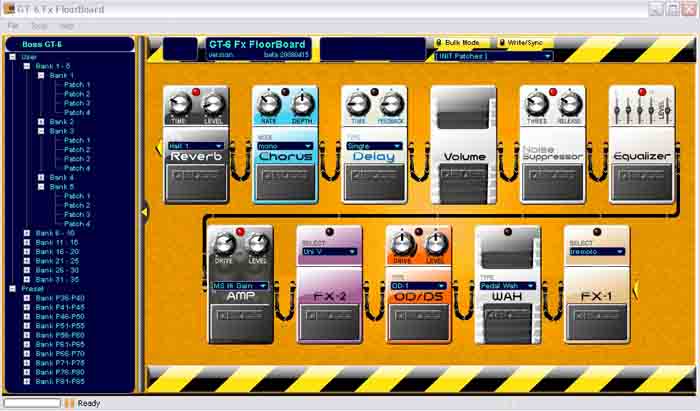 GT-6 Fx FloorBoard
File Tools Help
Boss GT-6
GT-6 Fx FloorBoard
version beta 20080415
Bulk Mode
Write/Sync
[INIT Patches]
User
Bank 1 - 5
Bank 1
Patch 1
Patch 2
Patch 3
Patch 4
Bank 2
Bank 3
Patch 1
Patch 2
Patch 3
Patch 4
Bank 4
Bank 5
Patch 1
Patch 2
Patch 3
Patch 4
Bank 6 - 10
Bank 11 - 15
Bank 16 - 20
Bank 21 - 25
Bank 26 - 30
Bank 31 - 35
Preset
Bank P36-P40
Bank P41-P45
Bank P46-P50
Bank P51-P55
Bank P56-P60
Bank P61-P65
Bank P66-P70
Bank P71-P75
Bank P76-P80
Bank P81-P85
TIME LEVEL
Hall 1
Reverb
RATE DEPTH
MODE
mono
Chorus
TIME FEEDBACK
TYPE
Single
Delay
Volume
THRES RELEASE
Noise
Suppressor
LEVEL
Equalizer
DRIVE LEVEL
MS Hi Gain
AMP
SELECT
Uni V
FX-2
DRIVE LEVEL
TYPE
OD-1
OD/DS
TYPE
Pedal Wah
WAH
SELECT
tremolo
FX-1
Ready